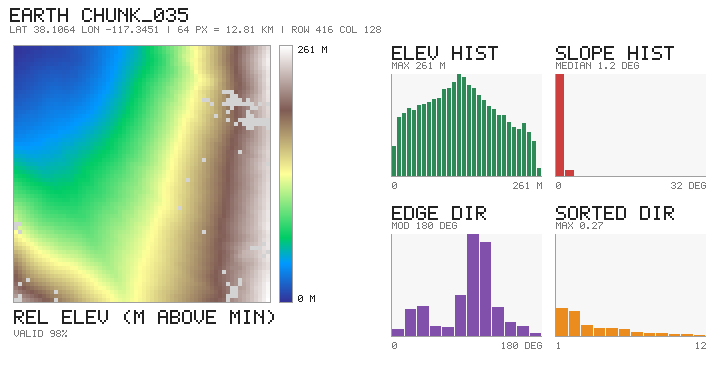 EARTH CHUNK_035
LAT 38.1064 LON -117.3451 | 64 PX = 12.81 KM | ROW 416 COL 128
261 M
0 M
REL ELEV (M ABOVE MIN)
VALID 98%
ELEV HIST
MAX 261 M
0 261 M
SLOPE HIST
MEDIAN 1.2 DEG
0 32 DEG
EDGE DIR
MOD 180 DEG
0 180 DEG
SORTED DIR
MAX 0.27
1 12